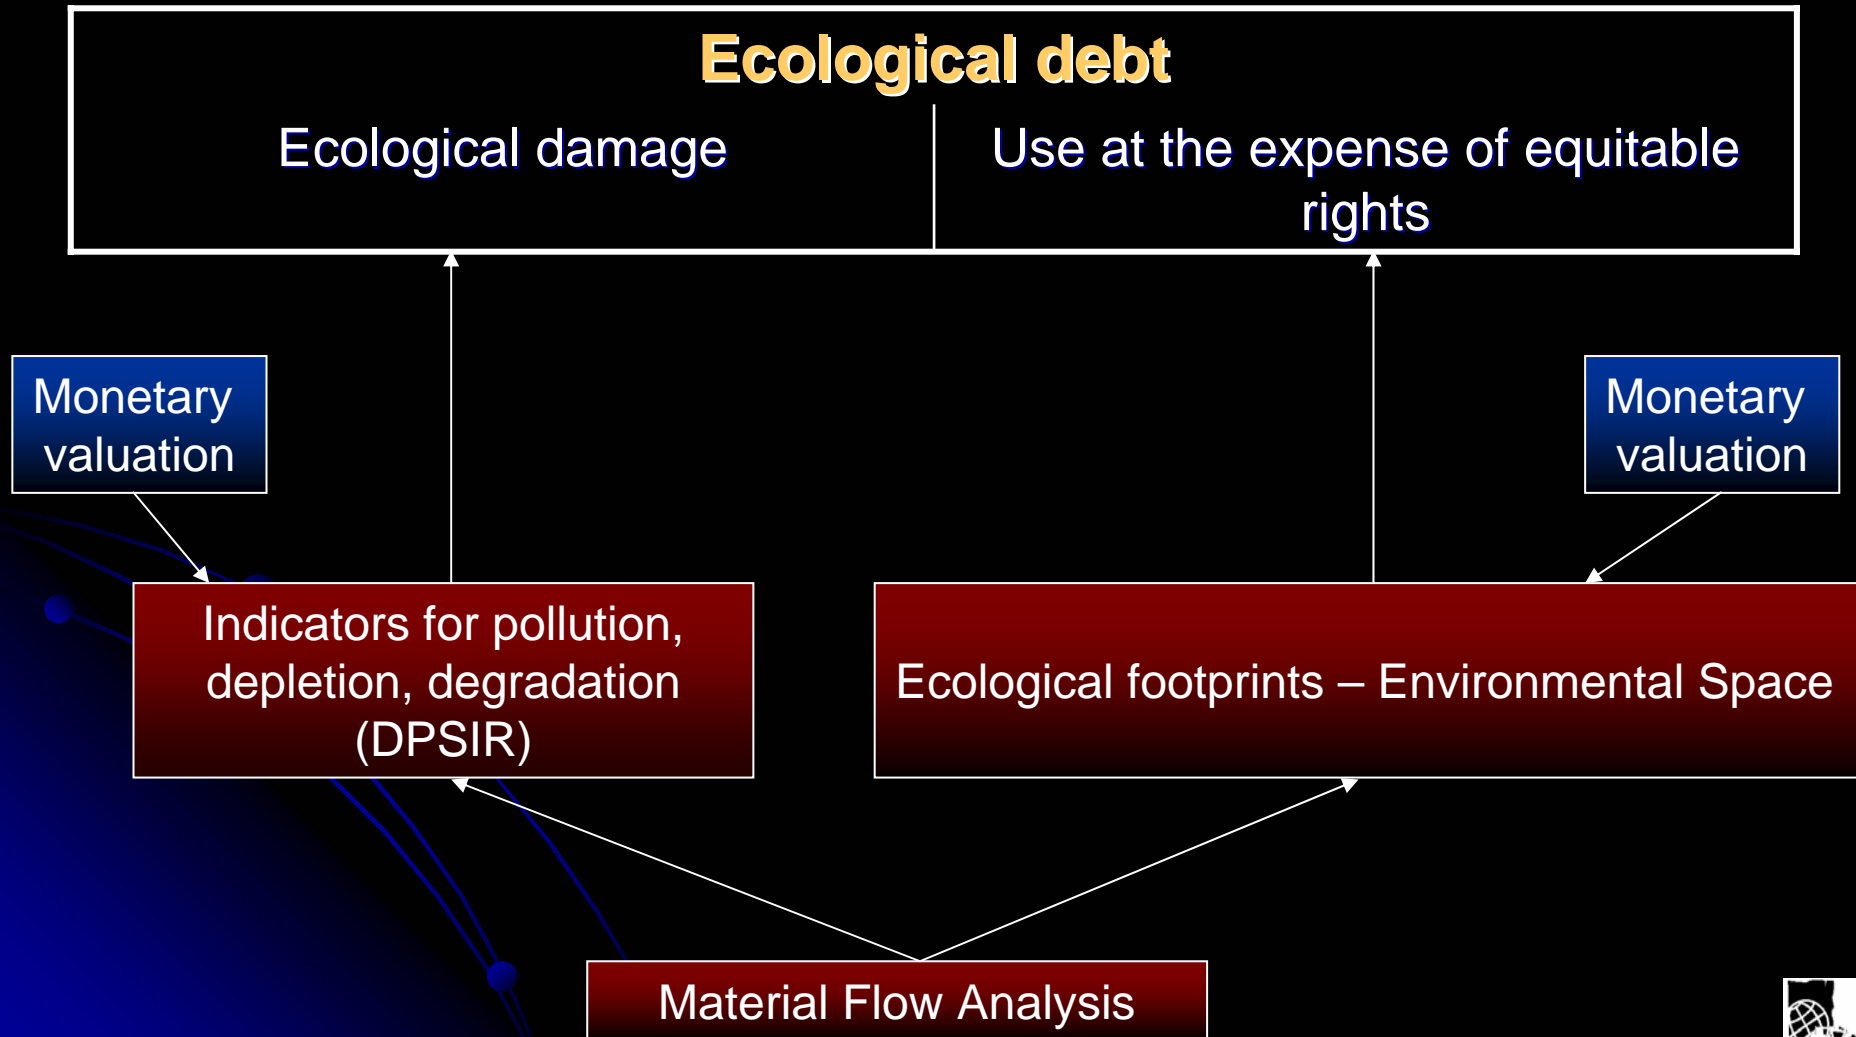 Ecological debt
Ecological damage
Use at the expense of equitable
rights
Monetary
valuation
Monetary
valuation
Indicators for pollution,
depletion, degradation
(DPSIR)
Ecological footprints – Environmental Space
Material Flow Analysis